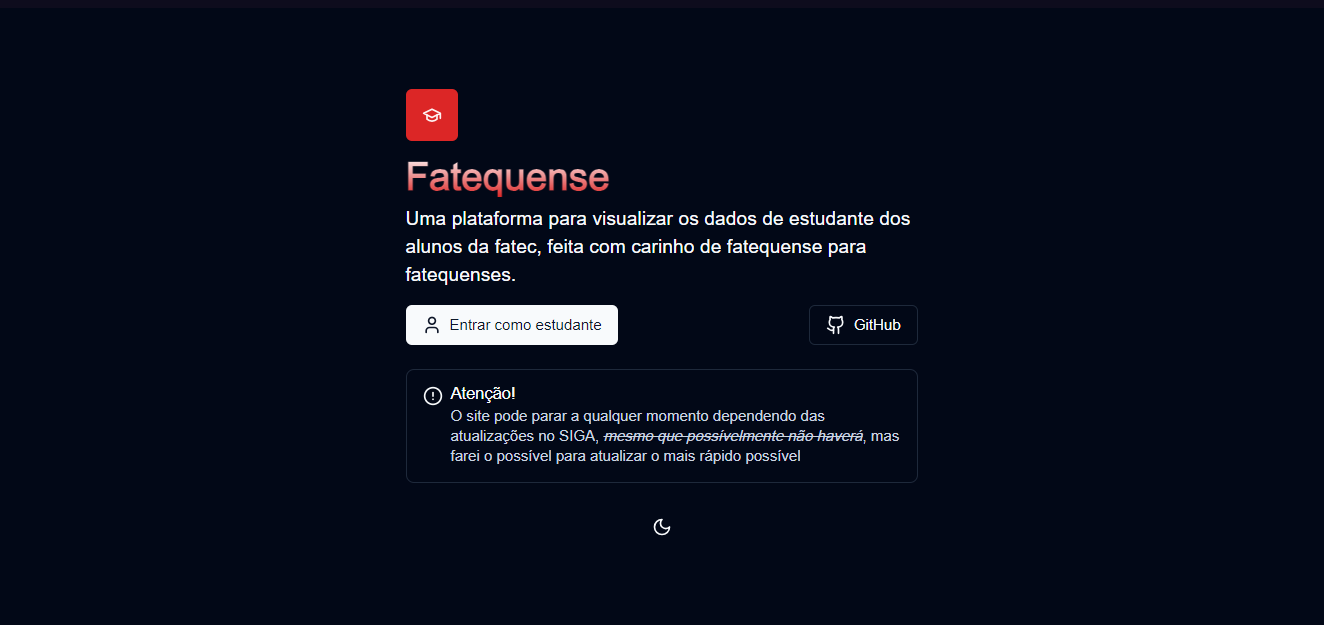 Fatequense
Uma plataforma para visualizar os dados de estudante dos
alunos da fatec, feita com carinho de fatequense para
fatequenses.
Entrar como estudante
GitHub
Atenção!
O site pode parar a qualquer momento dependendo das
atualizações no SIGA, mesmo que possívelmente não haverá, mas
farei o possível para atualizar o mais rápido possível